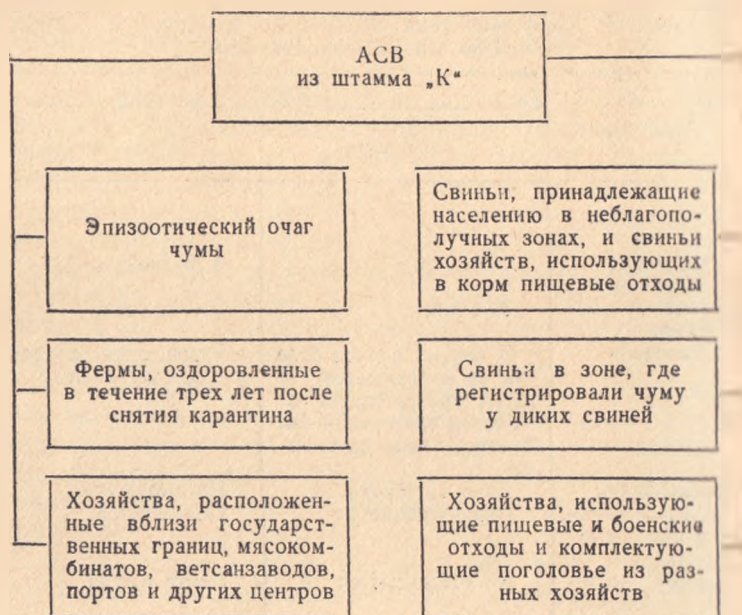 АСВ
из штамма „К“
Эпизоотический очаг
чумы
Свиньи, принадлежащие
населению в неблагопо-
лучных зонах, и свиньи
хозяйств, использующих
в корм пищевые отходы
Фермы, оздоровленные
в течение трех лет после
снятия карантина
Свиньи в зоне, где
регистрировали чуму
у диких свиней
Хозяйства, расположен-
ные вблизи государст-
венных границ, мясоком-
бинатов, ветсанзаводов,
портов и других центров
Хозяйства, использую-
щие пищевые и боенские
отходы и комплектую-
щие поголовье из раз-
ных хозяйств